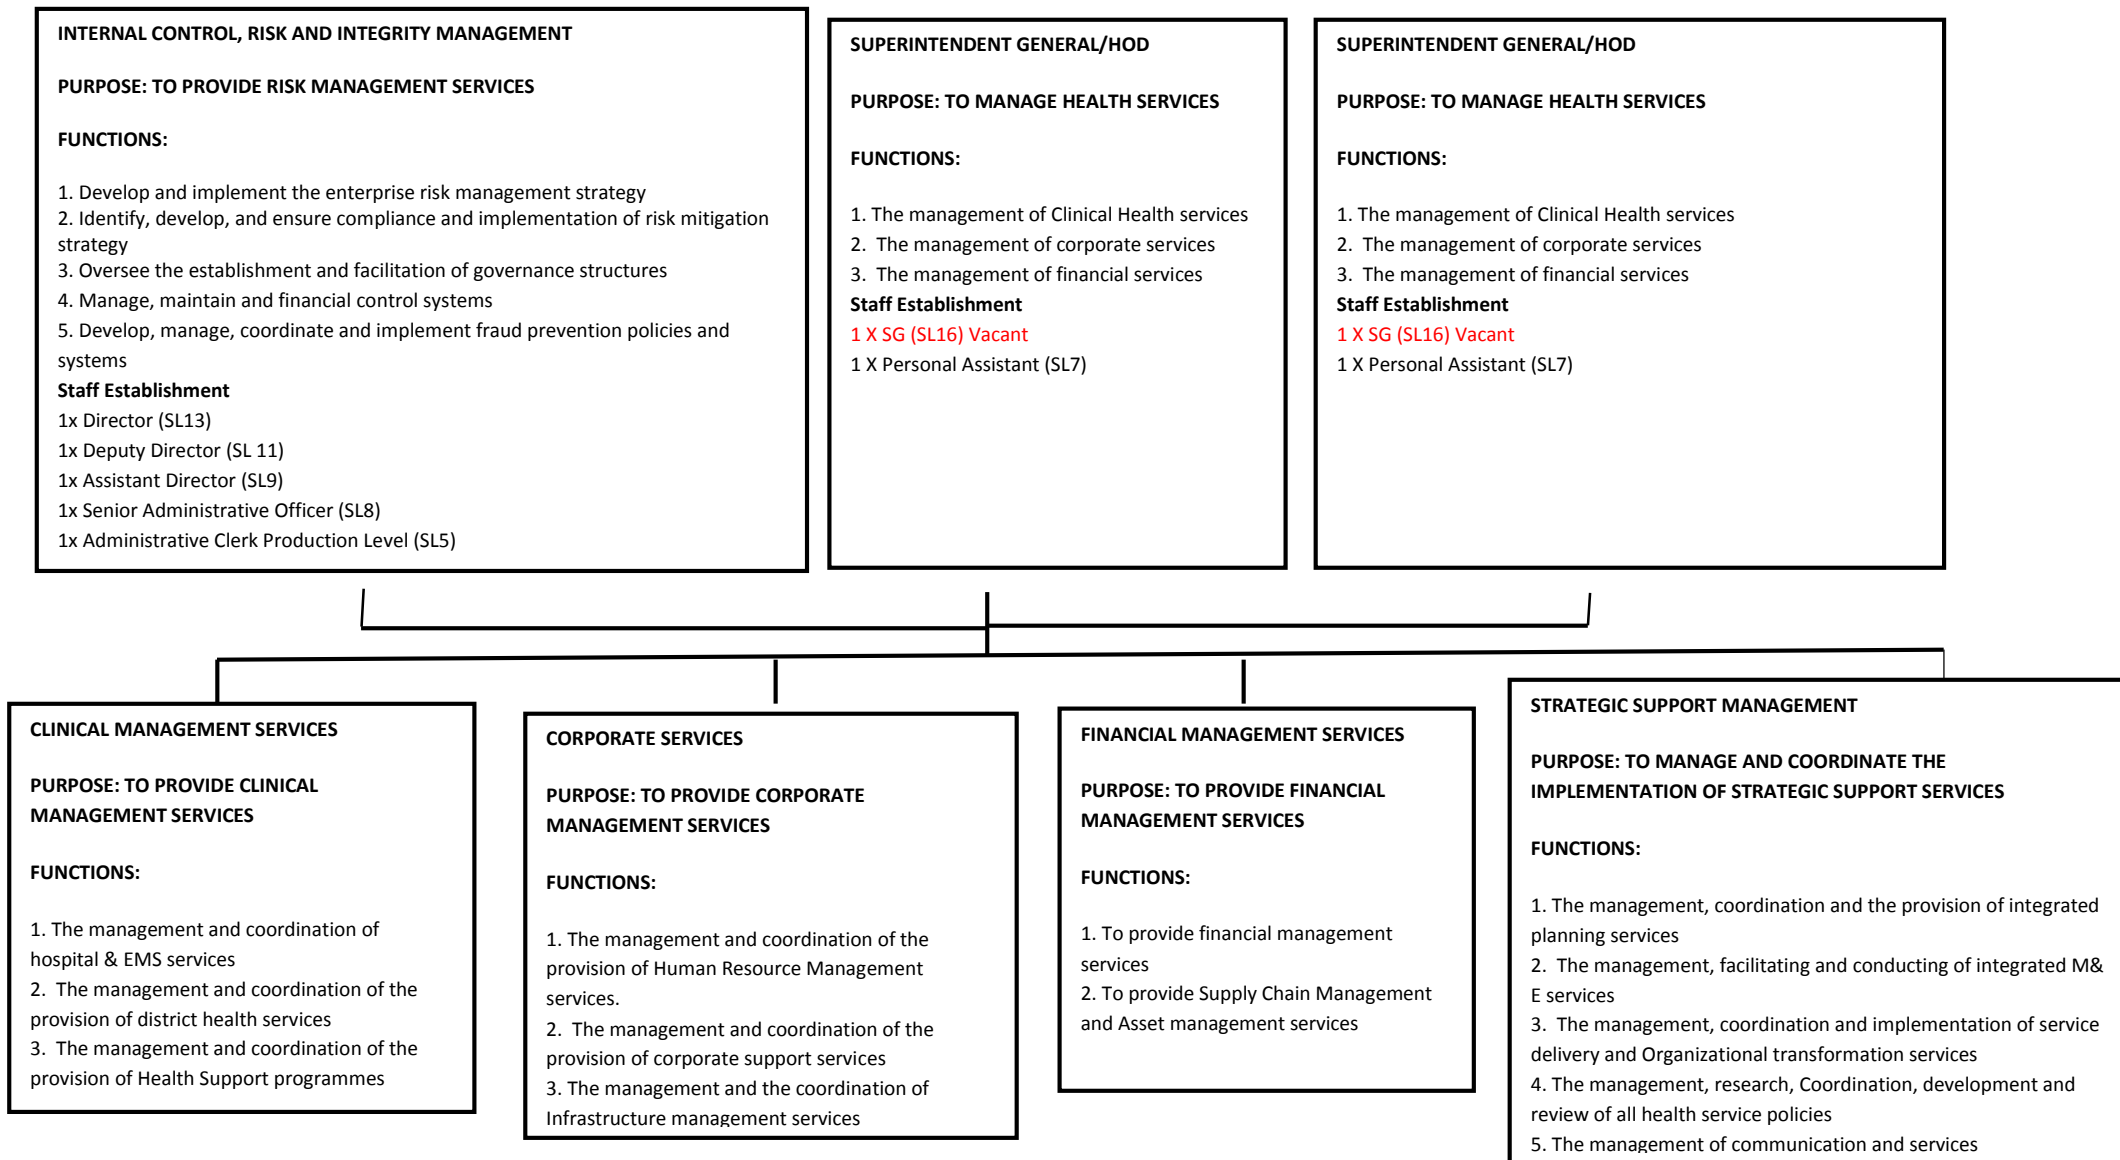 INTERNAL CONTROL, RISK AND INTEGRITY MANAGEMENT
PURPOSE: TO PROVIDE RISK MANAGEMENT SERVICES
FUNCTIONS:
1. Develop and implement the enterprise risk management strategy
2. Identify, develop, and ensure compliance and implementation of risk mitigation
strategy
3. Oversee the establishment and facilitation of governance structures
4. Manage, maintain and financial control systems
5. Develop, manage, coordinate and implement fraud prevention policies and
systems
Staff Establishment
1x Director (SL13)
1x Deputy Director (SL 11)
1x Assistant Director (SL9)
1x Senior Administrative Officer (SL8)
1x Administrative Clerk Production Level (SL5)
SUPERINTENDENT GENERAL/HOD
PURPOSE: TO MANAGE HEALTH SERVICES
FUNCTIONS:
1. The management of Clinical Health services
2. The management of corporate services
3. The management of financial services
Staff Establishment
1 X SG (SL16) Vacant
1 X Personal Assistant (SL7)
SUPERINTENDENT GENERAL/HOD
PURPOSE: TO MANAGE HEALTH SERVICES
FUNCTIONS:
1. The management of Clinical Health services
2. The management of corporate services
3. The management of financial services
Staff Establishment
1 X SG (SL16) Vacant
1 X Personal Assistant (SL7)
CLINICAL MANAGEMENT SERVICES
PURPOSE: TO PROVIDE CLINICAL
MANAGEMENT SERVICES
FUNCTIONS:
1. The management and coordination of
hospital & EMS services
2. The management and coordination of the
provision of district health services
3. The management and coordination of the
provision of Health Support programmes
CORPORATE SERVICES
PURPOSE: TO PROVIDE CORPORATE
MANAGEMENT SERVICES
FUNCTIONS:
1. The management and coordination of the
provision of Human Resource Management
services.
2. The management and coordination of the
provision of corporate support services
3. The management and the coordination of
Infrastructure management services
FINANCIAL MANAGEMENT SERVICES
PURPOSE: TO PROVIDE FINANCIAL
MANAGEMENT SERVICES
FUNCTIONS:
1. To provide financial management
services
2. To provide Supply Chain Management
and Asset management services
STRATEGIC SUPPORT MANAGEMENT
PURPOSE: TO MANAGE AND COORDINATE THE
IMPLEMENTATION OF STRATEGIC SUPPORT SERVICES
FUNCTIONS:
1. The management, coordination and the provision of integrated
planning services
2. The management, facilitating and conducting of integrated M&
E services
3. The management, coordination and implementation of service
delivery and Organizational transformation services
4. The management, research, Coordination, development and
review of all health service policies
5. The management of communication and services